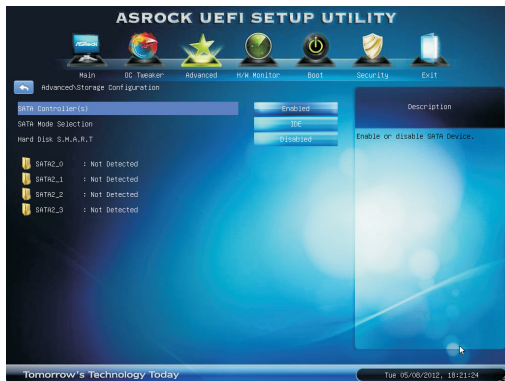 ASROCK UEFI SETUP UTILITY
ASRock
Main OC Tweaker Advanced H/W Monitor Boot Security Exit
Advanced\Storage Configuration
SATA Controller(s) Enabled
SATA Mode Selection IDE
Hard Disk S.M.A.R.T Disabled
SATA2_0 : Not Detected
SATA2_1 : Not Detected
SATA2_2 : Not Detected
SATA2_3 : Not Detected
Description
Enable or disable SATA Device.
Tomorrow's Technology Today
Tue 05/08/2012, 18:21:24